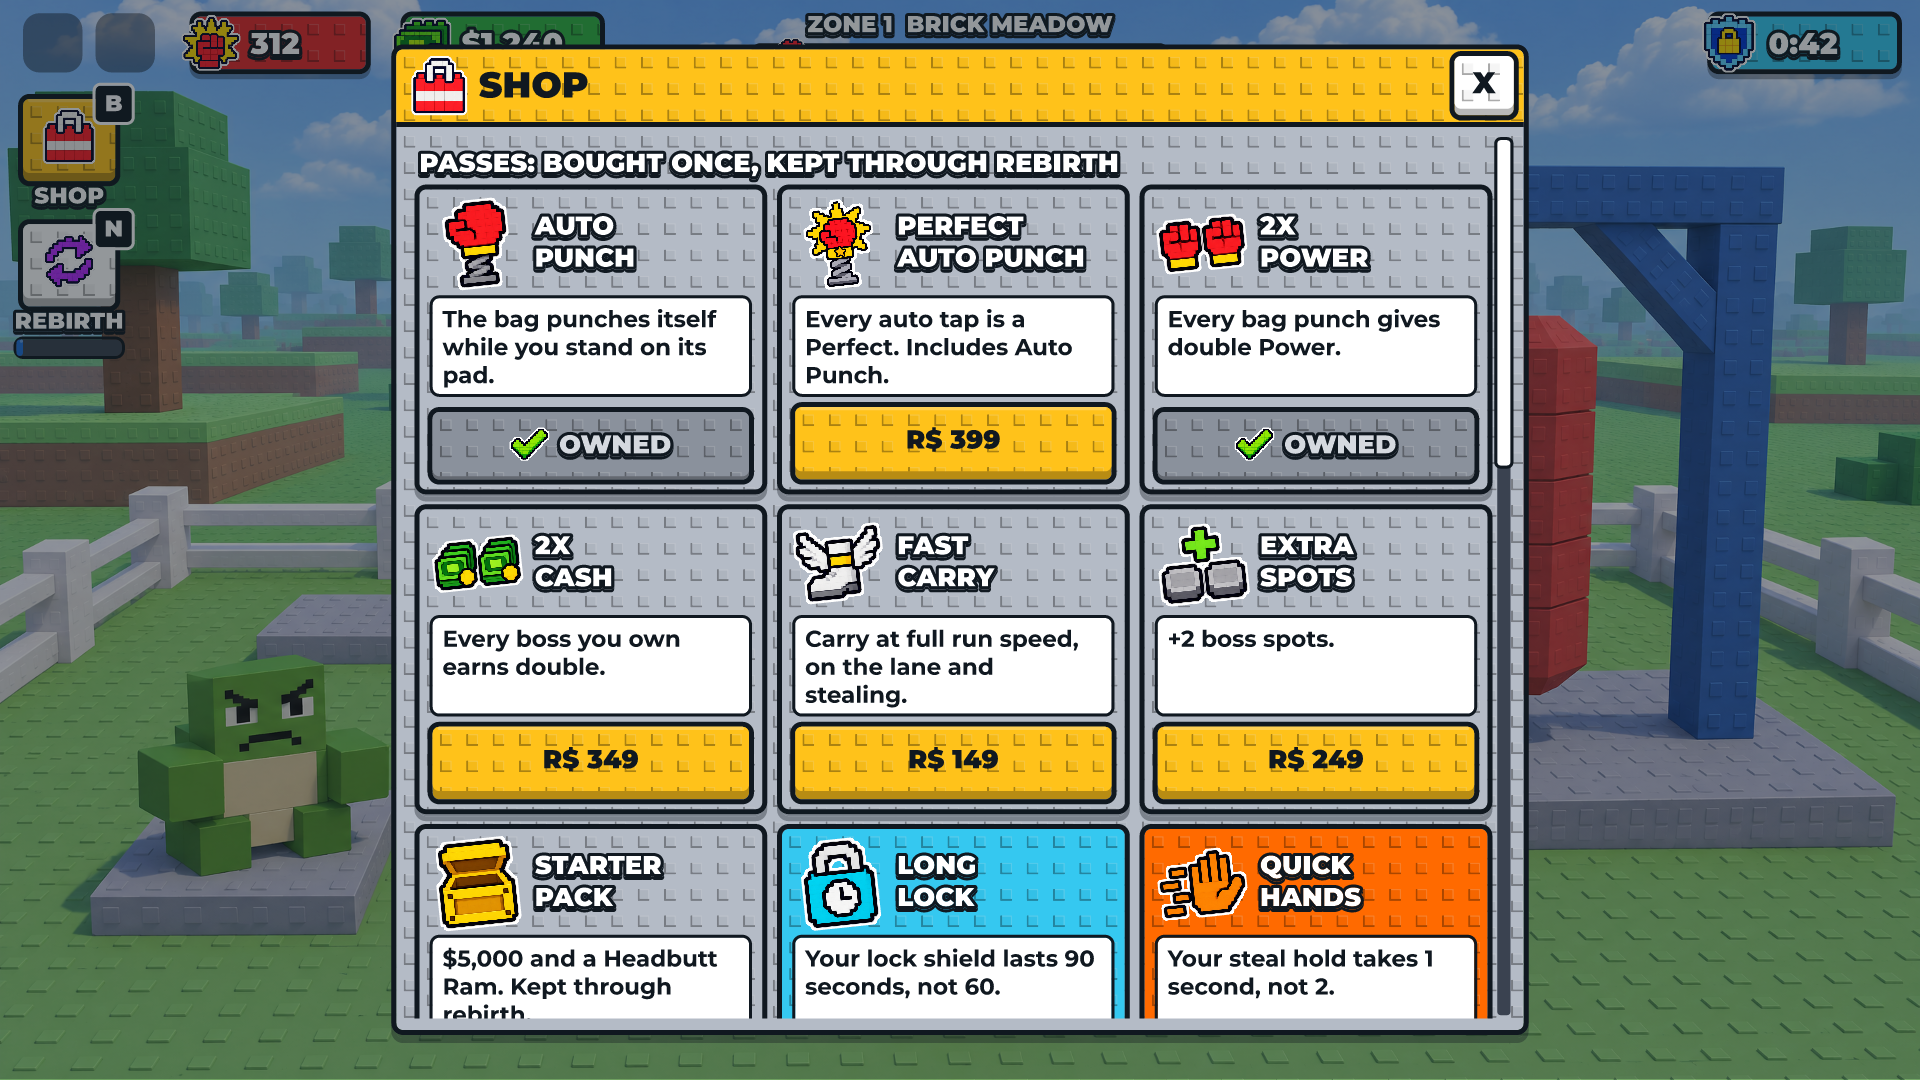 312
$1,240
ZONE 1 BRICK MEADOW
0:42
B
SHOP
N
REBIRTH
SHOP
X
PASSES: BOUGHT ONCE, KEPT THROUGH REBIRTH
AUTO
PUNCH
The bag punches itself
while you stand on its
pad.
OWNED
PERFECT
AUTO PUNCH
Every auto tap is a
Perfect. Includes Auto
Punch.
R$ 399
2X
POWER
Every bag punch gives
double Power.
OWNED
2X
CASH
Every boss you own
earns double.
R$ 349
FAST
CARRY
Carry at full run speed,
on the lane and
stealing.
R$ 149
EXTRA
SPOTS
+2 boss spots.
R$ 249
STARTER
PACK
$5,000 and a Headbutt
Ram. Kept through
rebirth.
LONG
LOCK
Your lock shield lasts 90
seconds, not 60.
QUICK
HANDS
Your steal hold takes 1
second, not 2.